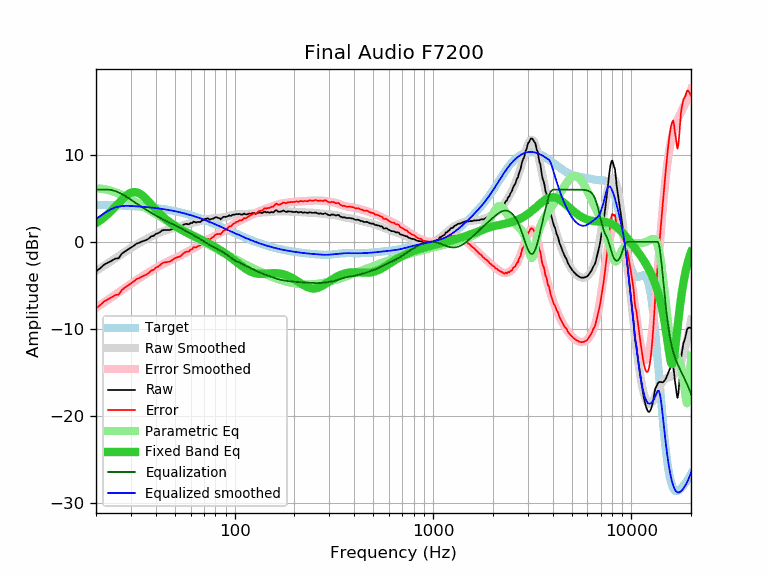 Final Audio F7200
Amplitude (dBr)
10
0
−10
−20
−30
Target
Raw Smoothed
Error Smoothed
Raw
Error
Parametric Eq
Fixed Band Eq
Equalization
Equalized smoothed
100
1000
10000
Frequency (Hz)